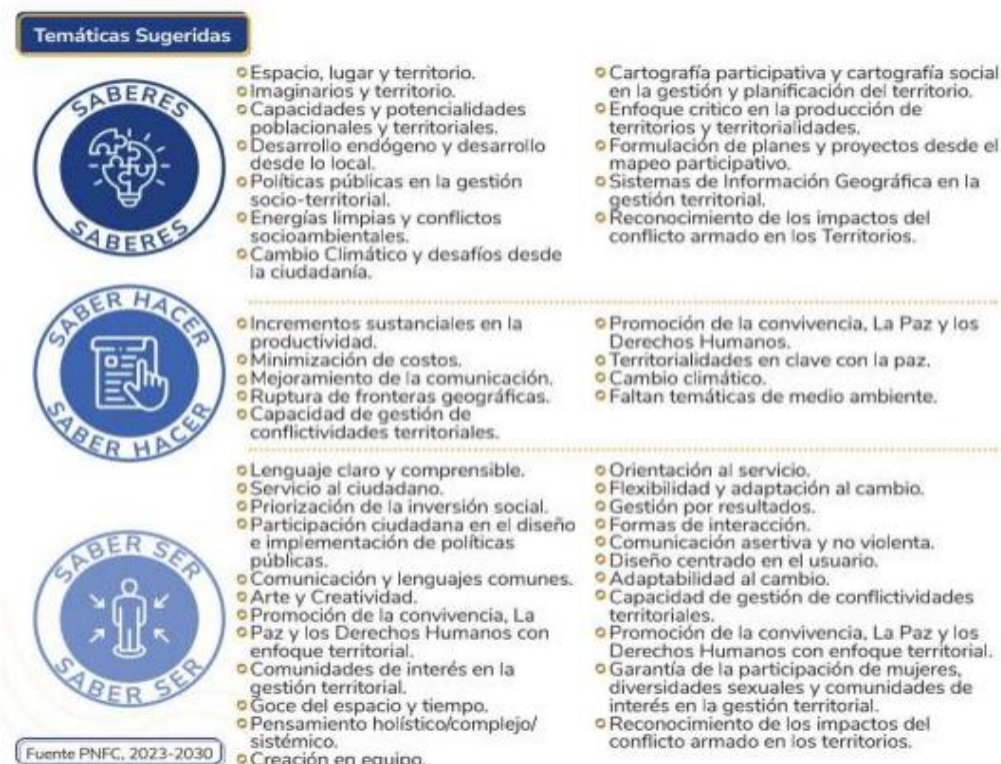 Temáticas Sugeridas
SABERES
SABERES
Espacio, lugar y territorio.
Imaginarios y territorio.
Capacidades y potencialidades
poblacionales y territoriales.
Desarrollo endógeno y desarrollo
desde lo local.
Políticas públicas en la gestión
socio-territorial.
Energías limpias y conflictos
socioambientales.
Cambio Climático y desafíos desde
la ciudadanía.
Cartografía participativa y cartografía social
en la gestión y planificación del territorio.
Enfoque critico en la producción de
territorios y territorialidades.
Formulación de planes y proyectos desde el
mapeo participativo.
Sistemas de Información Geográfica en la
gestión territorial.
Reconocimiento de los impactos del
conflicto armado en los Territorios.
SABER HACER
SABER HACER
Incrementos sustanciales en la
productividad.
Minimización de costos.
Mejoramiento de la comunicación.
Ruptura de fronteras geográficas.
Capacidad de gestión de
conflictividades territoriales.
Promoción de la convivencia, La Paz y los
Derechos Humanos.
Territorialidades en clave con la paz.
Cambio climático.
Faltan temáticas de medio ambiente.
SABER SER
SABER SER
Lenguaje claro y comprensible.
Servicio al ciudadano.
Priorización de la inversión social.
Participación ciudadana en el diseño
e implementación de políticas
públicas.
Comunicación y lenguajes comunes.
Arte y Creatividad.
Promoción de la convivencia, La
Paz y los Derechos Humanos con
enfoque territorial.
Comunidades de interés en la
gestión territorial.
Goce del espacio y tiempo.
Pensamiento holístico/complejo/
sistémico.
Creación en equipo.
Orientación al servicio.
Flexibilidad y adaptación al cambio.
Gestión por resultados.
Formas de interacción.
Comunicación asertiva y no violenta.
Diseño centrado en el usuario.
Adaptabilidad al cambio.
Capacidad de gestión de conflictividades
territoriales.
Promoción de la convivencia, La Paz y los
Derechos Humanos con enfoque territorial.
Garantía de la participación de mujeres,
diversidades sexuales y comunidades de
interés en la gestión territorial.
Reconocimiento de los impactos del
conflicto armado en los territorios.
Fuente PNFC, 2023-2030